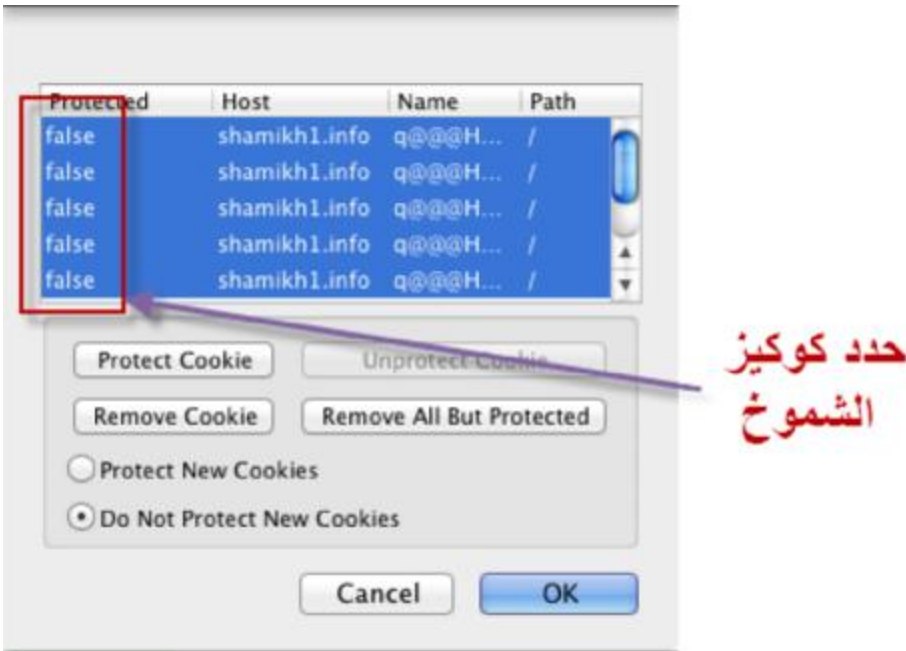 Protected Host Name Path
false shamikh1.info q@@@H... /
false shamikh1.info q@@@H... /
false shamikh1.info q@@@H... /
false shamikh1.info q@@@H... /
false shamikh1.info q@@@H... /
Protect Cookie Unprotect Cookie
Remove Cookie Remove All But Protected
Protect New Cookies
Do Not Protect New Cookies
Cancel OK
حدد كوكيز
الشموخ